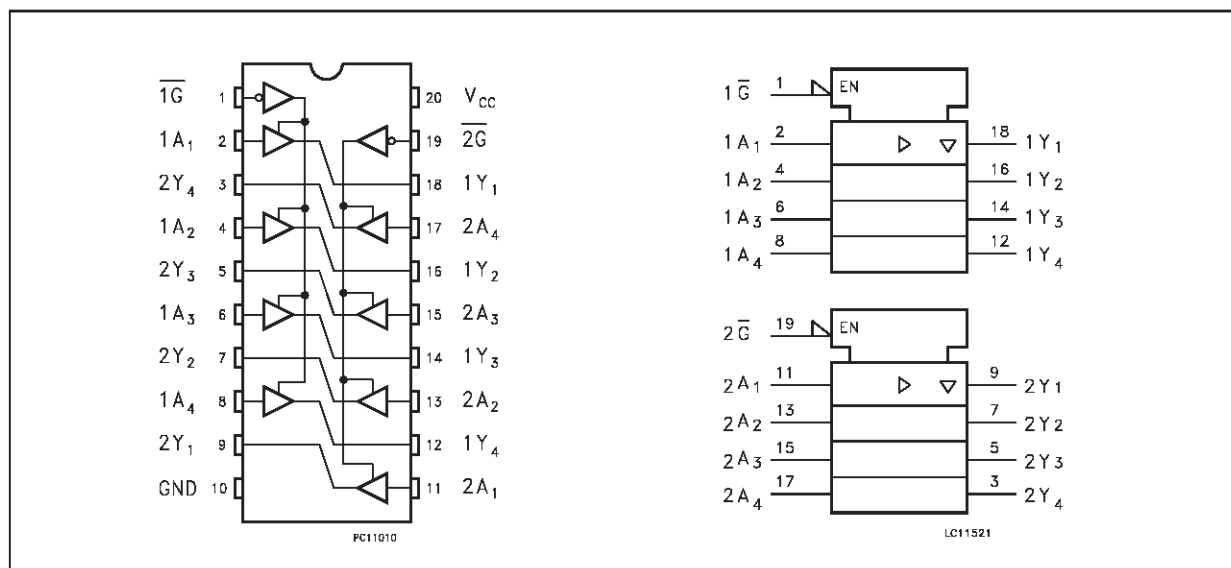 1G̅ 1 20 V_CC
1A₁ 2 19 2G̅
2Y₄ 3 18 1Y₁
1A₂ 4 17 2A₄
2Y₃ 5 16 1Y₂
1A₃ 6 15 2A₃
2Y₂ 7 14 1Y₃
1A₄ 8 13 2A₂
2Y₁ 9 12 1Y₄
GND 10 11 2A₁
PC11010
1G̅ 1 EN
1A₁ 2 18 1Y₁
1A₂ 4 16 1Y₂
1A₃ 6 14 1Y₃
1A₄ 8 12 1Y₄
2G̅ 19 EN
2A₁ 11 9 2Y₁
2A₂ 13 7 2Y₂
2A₃ 15 5 2Y₃
2A₄ 17 3 2Y₄
LC11521